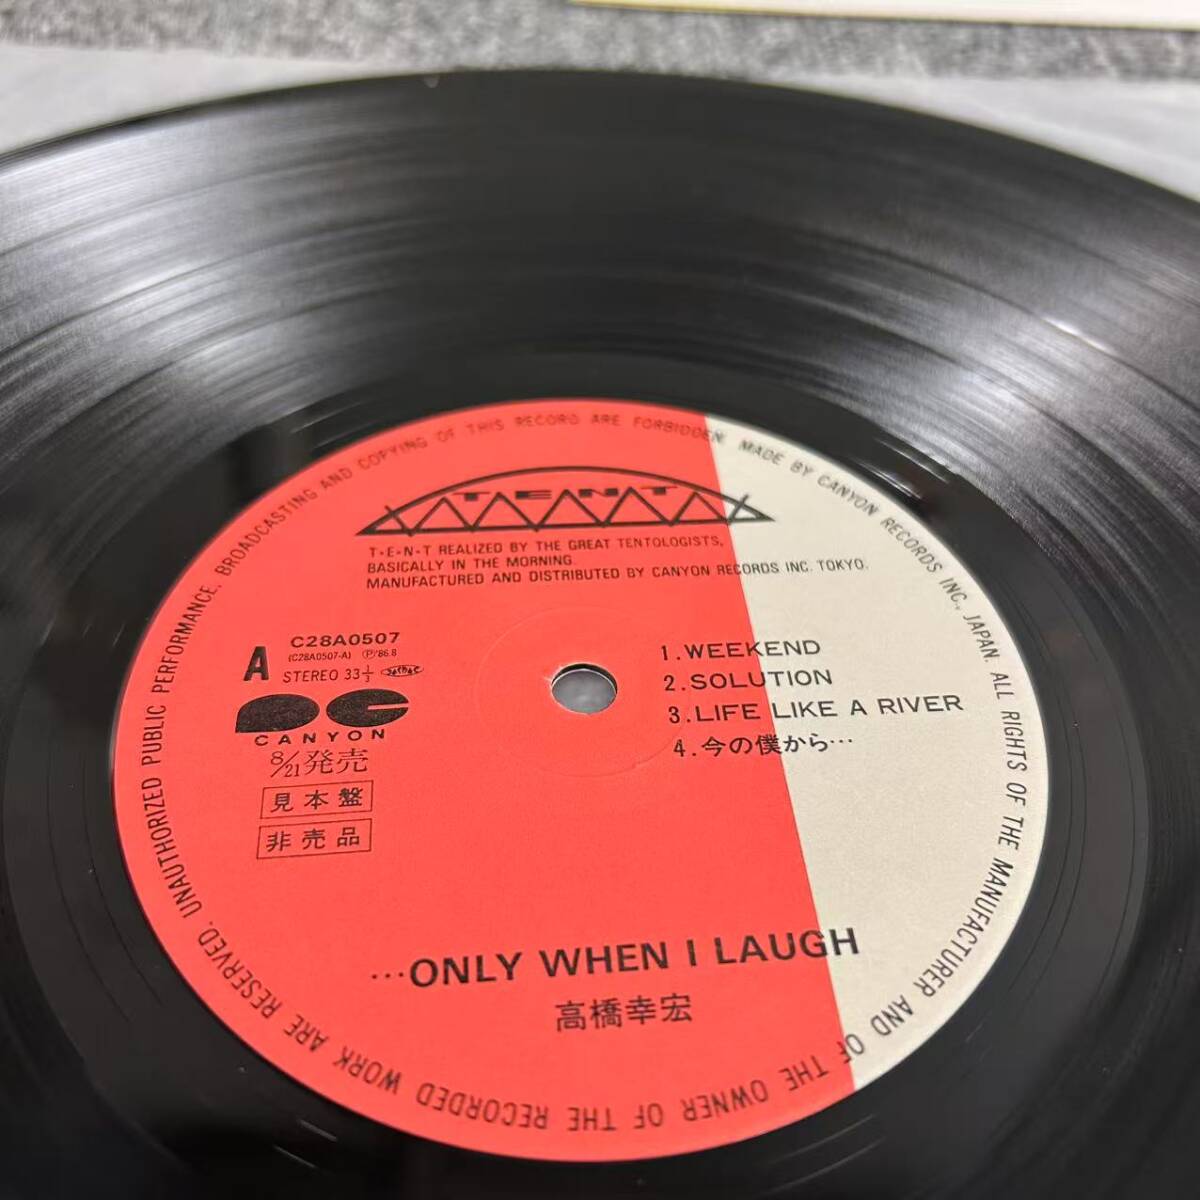 UNAUTHORIZED PUBLIC PERFORMANCE. BROADCASTING AND COPYING OF THIS RECORD ARE FORBIDDEN. MADE BY CANYON RECORDS INC., JAPAN. ALL RIGHTS OF THE MANUFACTURER AND OF THE OWNER OF THE RECORDED WORK ARE RESERVED.
TENT
T•E•N•T REALIZED BY THE GREAT TENTOLOGISTS,
BASICALLY IN THE MORNING.
MANUFACTURED AND DISTRIBUTED BY CANYON RECORDS INC. TOKYO.
A
C28A0507
(C28A0507-A) Ⓟ'86.8
STEREO 33⅓
CANYON
8/21発売
見本盤
非売品
1. WEEKEND
2. SOLUTION
3. LIFE LIKE A RIVER
4. 今の僕から…
…ONLY WHEN I LAUGH
高橋幸宏